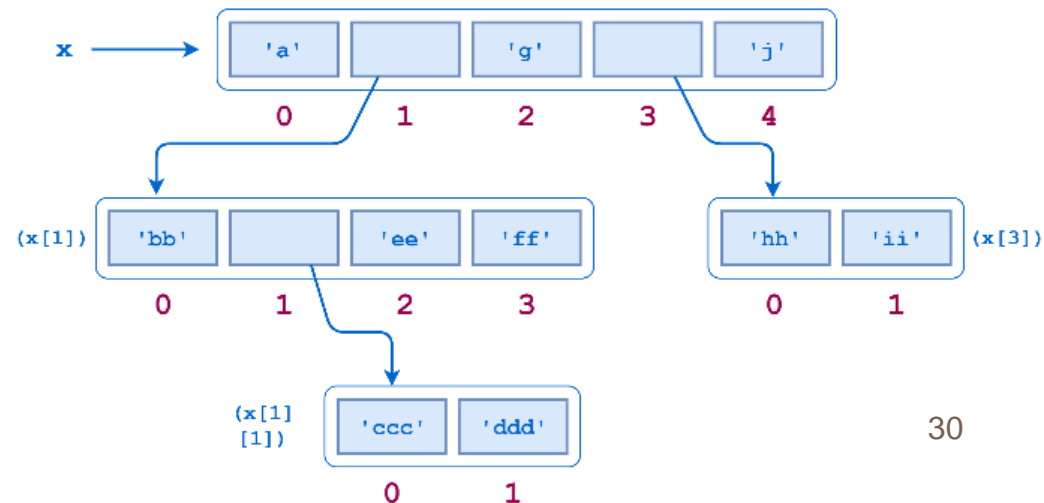 x 'a' 'g' 'j'
0 1 2 3 4
(x[1]) 'bb' 'ee' 'ff' 'hh' 'ii' (x[3])
0 1 2 3 0 1
(x[1]
[1])
'ccc' 'ddd'
30
0 1